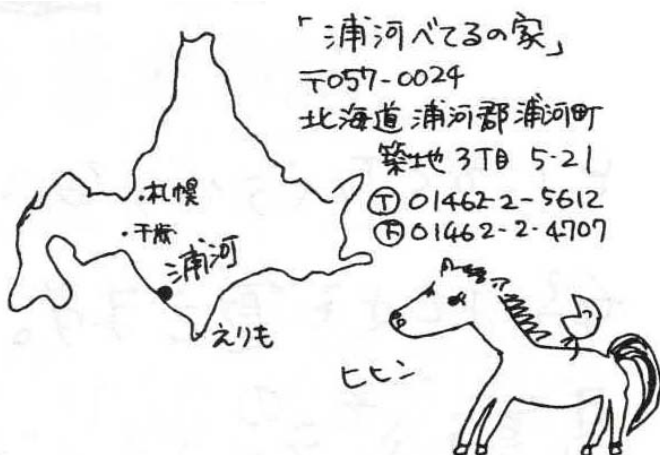 「浦河べてるの家」
〒057-0024
北海道浦河郡浦河町
築地3丁目 5-21
Ⓣ 01462-2-5612
Ⓕ 01462-2-4707
・札幌
・千歳
浦河
えりも
ヒヒン